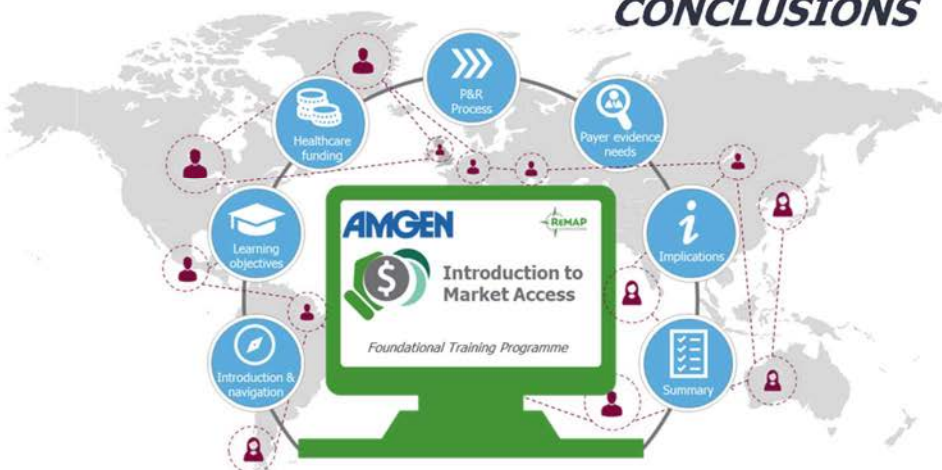 CONCLUSIONS
P&R
Process
Healthcare
funding
Payer evidence
needs
Learning
objectives
AMGEN
REMAP
Implications
Introduction to
Market Access
Foundational Training Programme
Introduction &
navigation
Summary